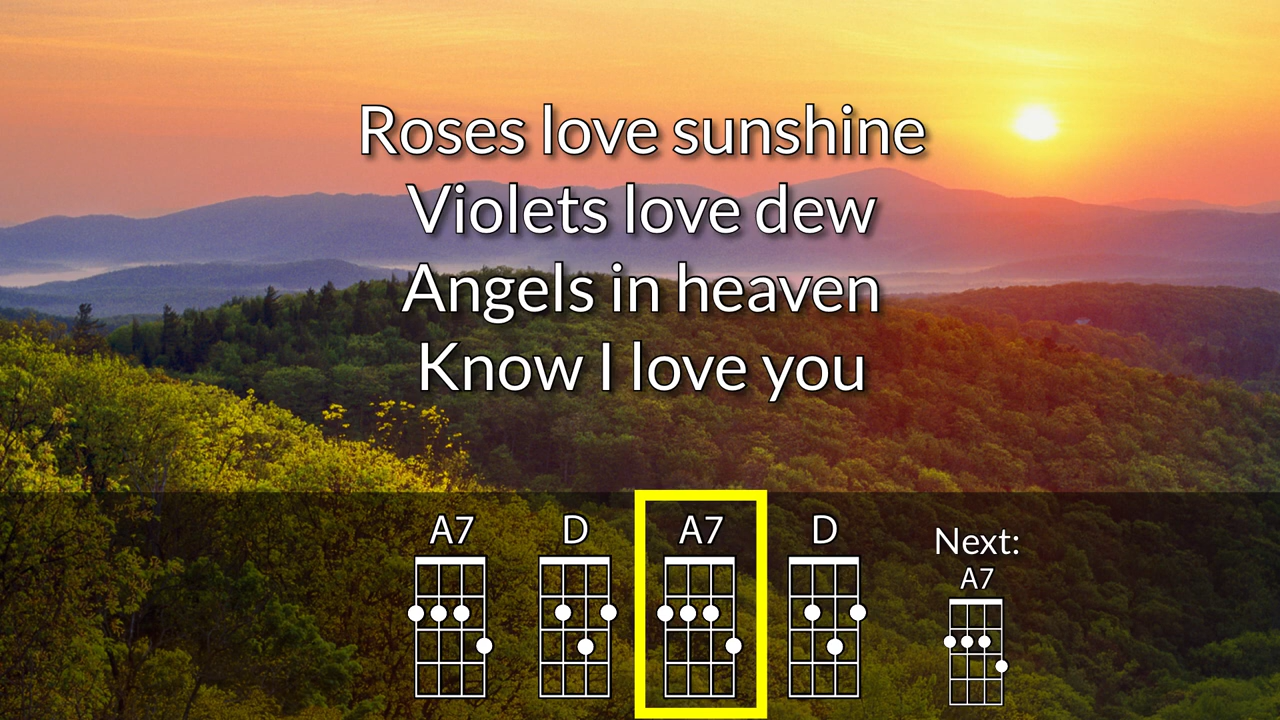 Roses love sunshine
Violets love dew
Angels in heaven
Know I love you
A7 D A7 D
Next:
A7